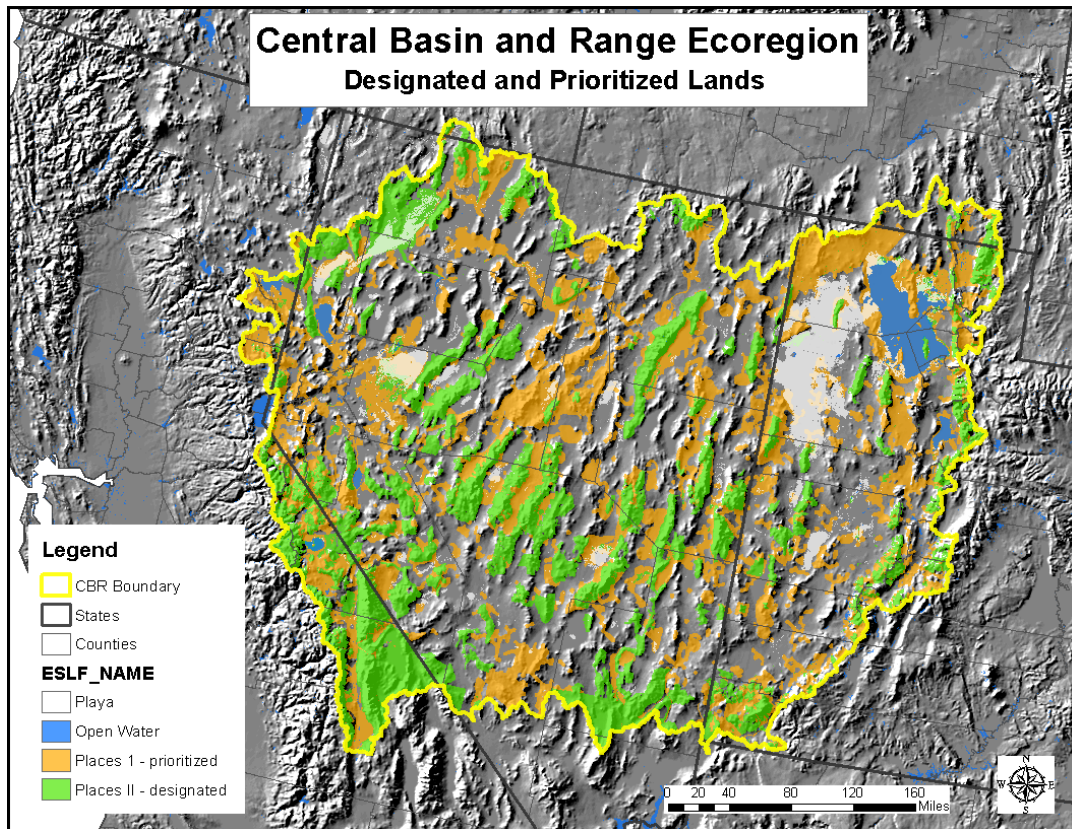 Central Basin and Range Ecoregion
Designated and Prioritized Lands
Legend
CBR Boundary
States
Counties
ESLF_NAME
Playa
Open Water
Places 1 - prioritized
Places II - designated
0 20 40 80 120 160
Miles
N
W E
S